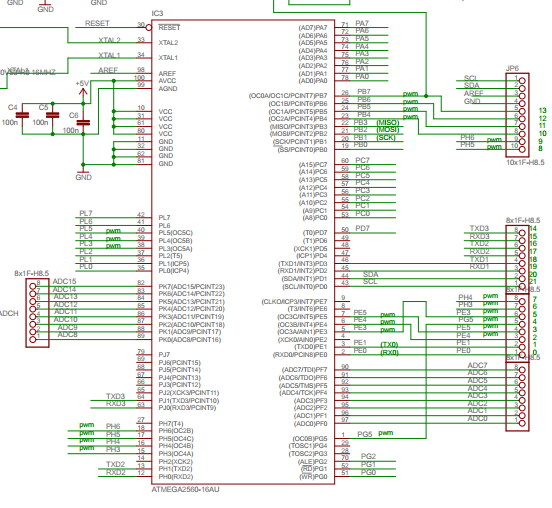 GND
GND
IC3
RESET
30
RESET
XTAL2
33
XTAL2
XTAL1
34
XTAL1
AREF
98
AREF
100
AVCC
99
AGND
+5V
C4
100n
C5
100n
C6
100n
10
VCC
31
VCC
61
VCC
80
VCC
11
GND
32
GND
62
GND
81
GND
GND
PL7
42
PL7
PL6
41
PL6
PL5
pwm
40
PL5(OC5C)
PL4
pwm
39
PL4(OC5B)
PL3
pwm
38
PL3(OC5A)
PL2
37
PL2(T5)
PL1
36
PL1(ICP5)
PL0
35
PL0(ICP4)
8x1F-H8.5
ADCH
ADC15
82
PK7(ADC15/PCINT23)
ADC14
83
PK6(ADC14/PCINT22)
ADC13
84
PK5(ADC13/PCINT21)
ADC12
85
PK4(ADC12/PCINT20)
ADC11
86
PK3(ADC11/PCINT19)
ADC10
87
PK2(ADC10/PCINT18)
ADC9
88
PK1(ADC9/PCINT17)
ADC8
89
PK0(ADC8/PCINT16)
79
PJ7
69
PJ6(PCINT15)
68
PJ5(PCINT14)
67
PJ4(PCINT13)
66
PJ3(PCINT12)
65
PJ2(XCK3/PCINT11)
TXD3
64
PJ1(TXD3/PCINT10)
RXD3
63
PJ0(RXD3/PCINT9)
27
PH7(T4)
pwm
PH6
18
PH6(OC2B)
pwm
PH5
17
PH5(OC4C)
pwm
PH4
16
PH4(OC4B)
pwm
PH3
15
PH3(OC4A)
14
PH2(XCK2)
TXD2
13
PH1(TXD2)
RXD2
12
PH0(RXD2)
ATMEGA2560-16AU
(AD7)PA7
71
PA7
(AD6)PA6
72
PA6
(AD5)PA5
73
PA5
(AD4)PA4
74
PA4
(AD3)PA3
75
PA3
(AD2)PA2
76
PA2
(AD1)PA1
77
PA1
(AD0)PA0
78
PA0
(OC0A/OC1C/PCINT7)PB7
26
PB7
pwm
(OC1B/PCINT6)PB6
25
PB6
pwm
(OC1A/PCINT5)PB5
24
PB5
pwm
(OC2A/PCINT4)PB4
23
PB4
pwm
(MISO/PCINT3)PB3
22
PB3
(MISO)
(MOSI/PCINT2)PB2
21
PB2
(MOSI)
(SCK/PCINT1)PB1
20
PB1
(SCK)
(SS/PCINT0)PB0
19
PB0
(A15)PC7
60
PC7
(A14)PC6
59
PC6
(A13)PC5
58
PC5
(A12)PC4
57
PC4
(A11)PC3
56
PC3
(A10)PC2
55
PC2
(A9)PC1
54
PC1
(A8)PC0
53
PC0
(T0)PD7
50
PD7
(T1)PD6
49
(XCK1)PD5
48
(ICP1)PD4
47
(TXD1/INT3)PD3
46
(RXD1/INT2)PD2
45
(SDA/INT1)PD1
44
SDA
(SCL/INT0)PD0
43
SCL
(CLKO/ICP3/INT7)PE7
9
(T3/INT6)PE6
8
(OC3C/INT5)PE5
7
PE5
pwm
(OC3B/INT4)PE4
6
PE4
pwm
(OC3A/AIN1)PE3
5
PE3
pwm
(XCK0/AIN0)PE2
4
(TXD0)PE1
3
PE1
(TX0)
(RXD0/PCINT8)PE0
2
PE0
(RX0)
(ADC7/TDI)PF7
90
ADC7
(ADC6/TDO)PF6
91
ADC6
(ADC5/TMS)PF5
92
ADC5
(ADC4/TCK)PF4
93
ADC4
(ADC3)PF3
94
ADC3
(ADC2)PF2
95
ADC2
(ADC1)PF1
96
ADC1
(ADC0)PF0
97
ADC0
(OC0B)PG5
1
PG5
pwm
(TOSC1)PG4
29
(TOSC2)PG3
28
(ALE)PG2
70
PG2
(RD)PG1
52
PG1
(WR)PG0
51
PG0
JP6
SCL
1
SDA
2
AREF
3
GND
4
5
13
6
12
7
11
8
10
PH6
pwm
9
9
PH5
pwm
10
8
10x1F-H8.5
8x1F-H8.5
TXD3
14
RXD3
15
TXD2
16
RXD2
17
TXD1
18
RXD1
19
20
21
8x1F-H8.5
PH4
pwm
7
PH3
pwm
6
PE3
pwm
5
PG5
pwm
4
PE5
pwm
3
PE4
pwm
2
PE1
1
PE0
0
8x1F-H8.5